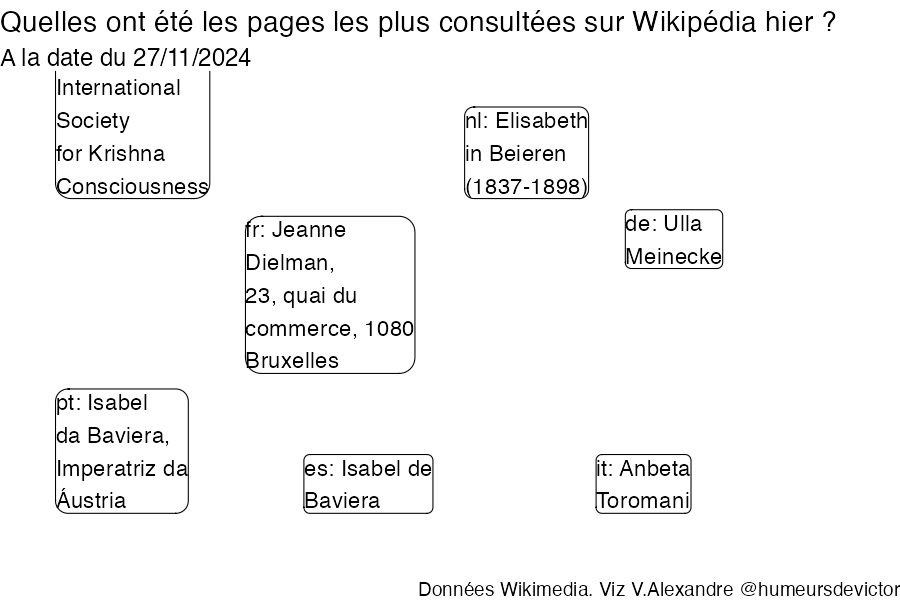 Quelles ont été les pages les plus consultées sur Wikipédia hier ?
A la date du 27/11/2024
International
Society
for Krishna
Consciousness
nl: Elisabeth
in Beieren
(1837-1898)
de: Ulla
Meinecke
fr: Jeanne
Dielman,
23, quai du
commerce, 1080
Bruxelles
pt: Isabel
da Baviera,
Imperatriz da
Áustria
es: Isabel de
Baviera
it: Anbeta
Toromani
Données Wikimedia. Viz V.Alexandre @humeursdevictor